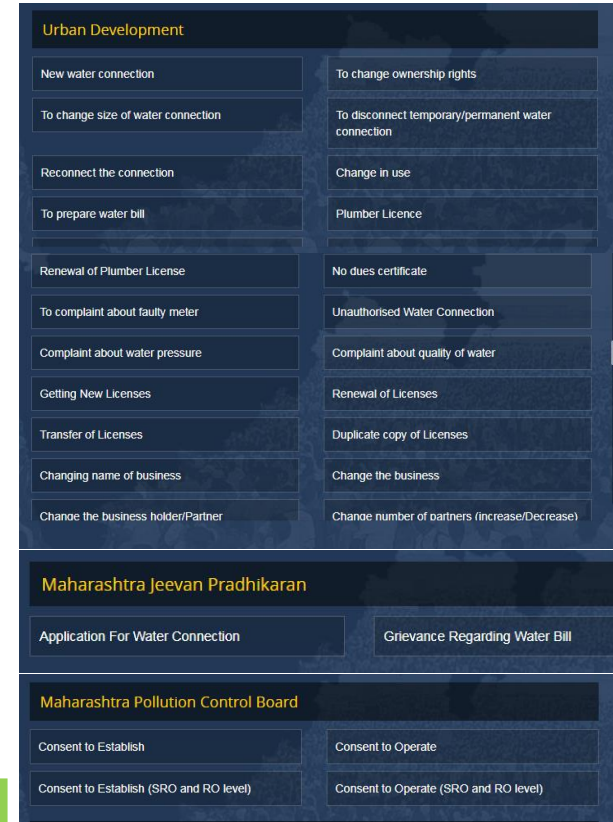 Urban Development
New water connection
To change ownership rights
To change size of water connection
To disconnect temporary/permanent water
connection
Reconnect the connection
Change in use
To prepare water bill
Plumber Licence
Renewal of Plumber License
No dues certificate
To complaint about faulty meter
Unauthorised Water Connection
Complaint about water pressure
Complaint about quality of water
Getting New Licenses
Renewal of Licenses
Transfer of Licenses
Duplicate copy of Licenses
Changing name of business
Change the business
Change the business holder/Partner
Change number of partners (increase/Decrease)
Maharashtra Jeevan Pradhikaran
Application For Water Connection
Grievance Regarding Water Bill
Maharashtra Pollution Control Board
Consent to Establish
Consent to Operate
Consent to Establish (SRO and RO level)
Consent to Operate (SRO and RO level)